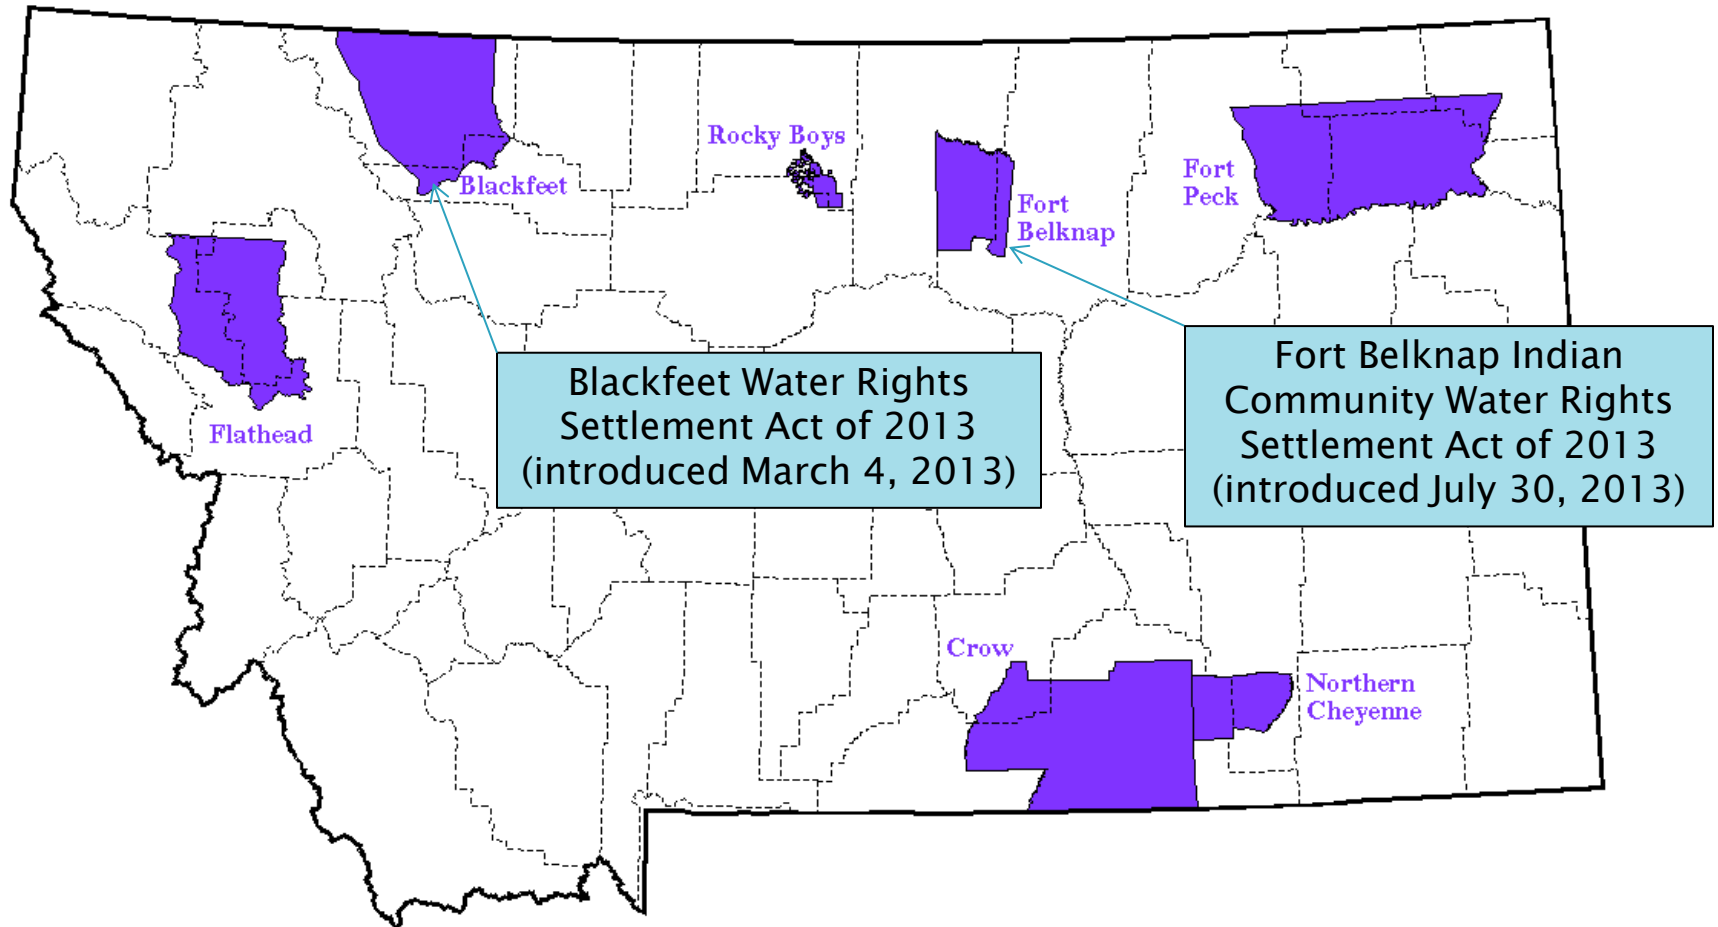 Rocky Boys
Blackfeet
Fort
Belknap
Fort
Peck
Flathead
Blackfeet Water Rights
Settlement Act of 2013
(introduced March 4, 2013)
Fort Belknap Indian
Community Water Rights
Settlement Act of 2013
(introduced July 30, 2013)
Crow
Northern
Cheyenne